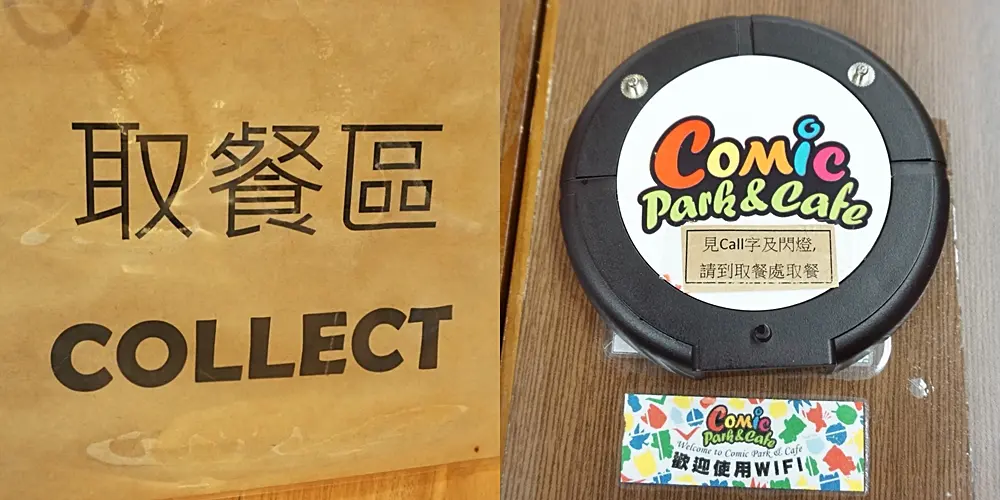 取餐區
COLLECT
Comic
Park & Cafe
見Call字及閃燈,
請到取餐處取餐
Comic
Park & Cafe
Welcome to Comic Park & Cafe
歡迎使用WIFI